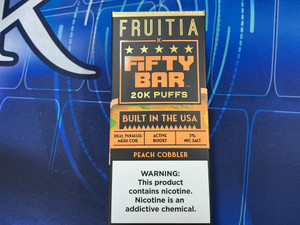 FRUITIA
X
FIFTY
BAR
20K PUFFS
BUILT IN THE USA
DUAL PARALLEL
MESH COIL
ACTIVE
BOOST
5%
NIC SALT
PEACH COBBLER
WARNING:
This product
contains nicotine.
Nicotine is an
addictive chemical.